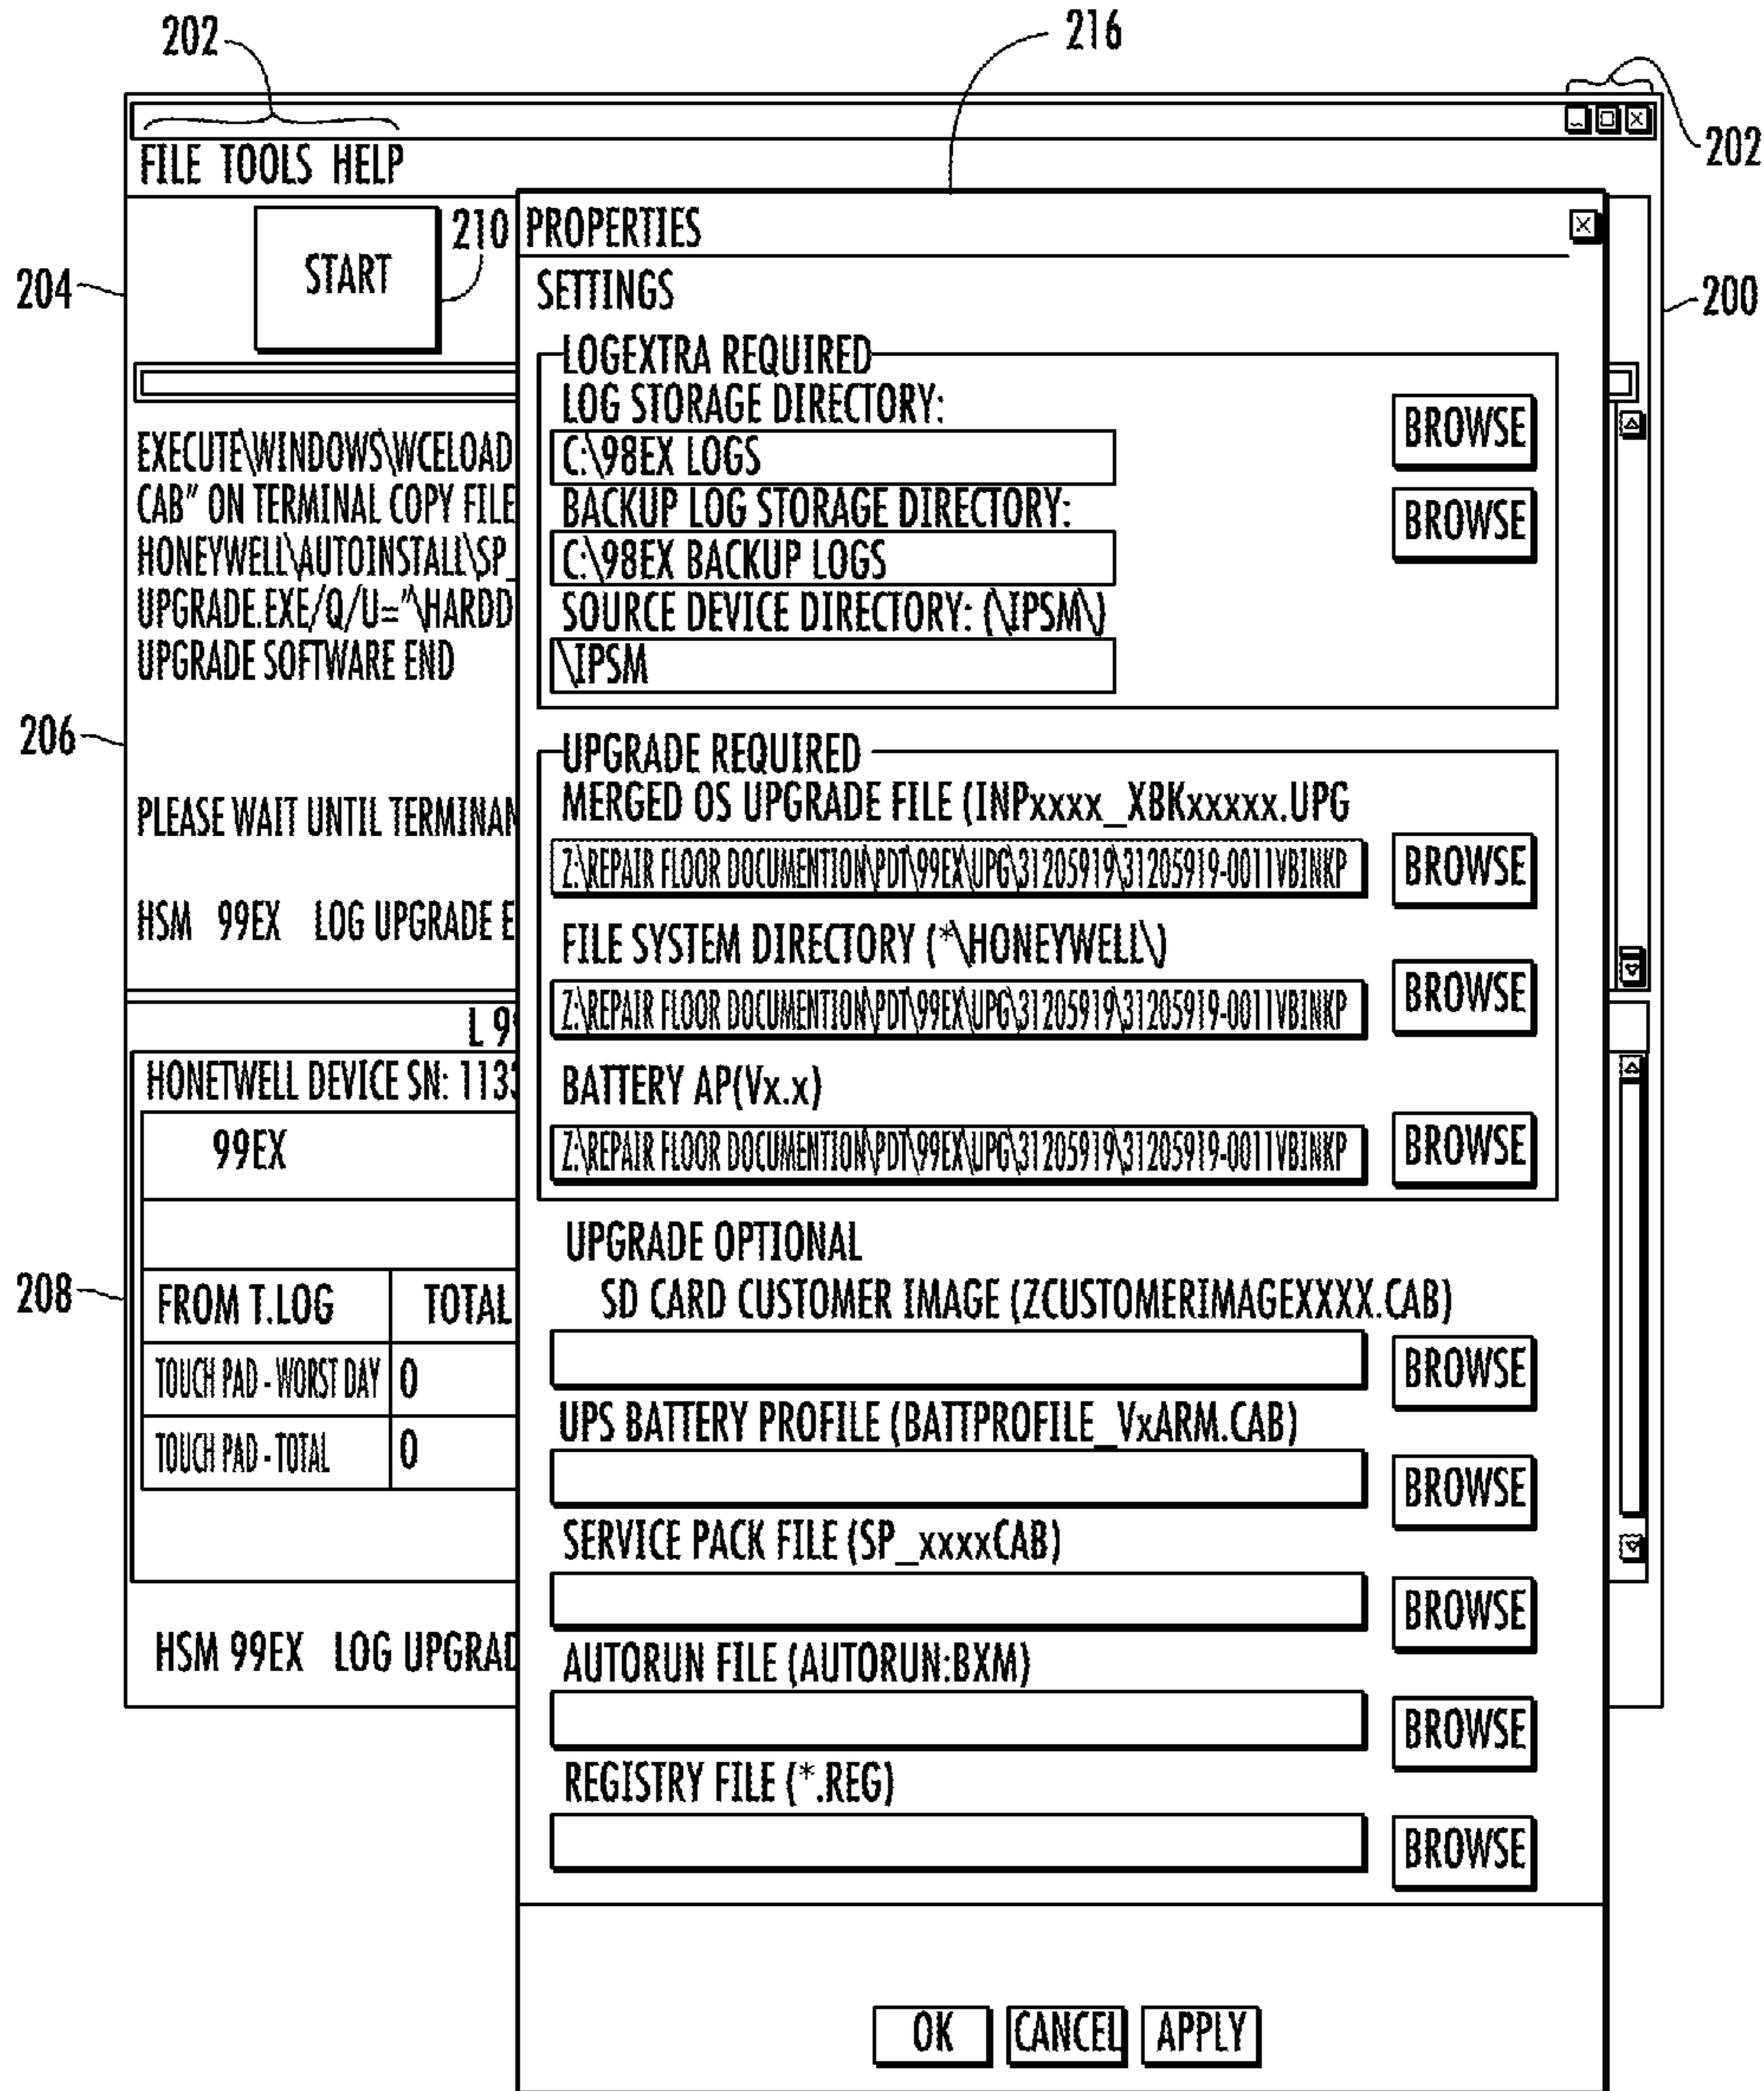 202
216
202
FILE TOOLS HELP
204
START
210
200
EXECUTE\WINDOWS\WCELOAD
CAB" ON TERMINAL COPY FILE
HONEYWELL\AUTOINSTALL\SP_
UPGRADE.EXE/Q/U="\HARDD
UPGRADE SOFTWARE END
206
PLEASE WAIT UNTIL TERMINAN
HSM 99EX LOG UPGRADE E
L 99
HONETWELL DEVICE SN: 1133
99EX
208
FROM T.LOG TOTAL
TOUCH PAD - WORST DAY 0
TOUCH PAD - TOTAL 0
HSM 99EX LOG UPGRAD
PROPERTIES
SETTINGS
LOGEXTRA REQUIRED
LOG STORAGE DIRECTORY:
C:\98EX LOGS
BROWSE
BACKUP LOG STORAGE DIRECTORY:
C:\98EX BACKUP LOGS
BROWSE
SOURCE DEVICE DIRECTORY: (\IPSM\)
\IPSM
UPGRADE REQUIRED
MERGED OS UPGRADE FILE (INPxxxx_XBKxxxxx.UPG
Z:\REPAIR FLOOR DOCUMENTION\PDT\99EX\UPG\31205919\31205919-0011VBINKP
BROWSE
FILE SYSTEM DIRECTORY (*\HONEYWELL\)
Z:\REPAIR FLOOR DOCUMENTION\PDT\99EX\UPG\31205919\31205919-0011VBINKP
BROWSE
BATTERY AP(Vx.x)
Z:\REPAIR FLOOR DOCUMENTION\PDT\99EX\UPG\31205919\31205919-0011VBINKP
BROWSE
UPGRADE OPTIONAL
SD CARD CUSTOMER IMAGE (ZCUSTOMERIMAGEXXXX.CAB)
BROWSE
UPS BATTERY PROFILE (BATTPROFILE_VxARM.CAB)
BROWSE
SERVICE PACK FILE (SP_xxxxCAB)
BROWSE
AUTORUN FILE (AUTORUN:BXM)
BROWSE
REGISTRY FILE (*.REG)
BROWSE
OK CANCEL APPLY